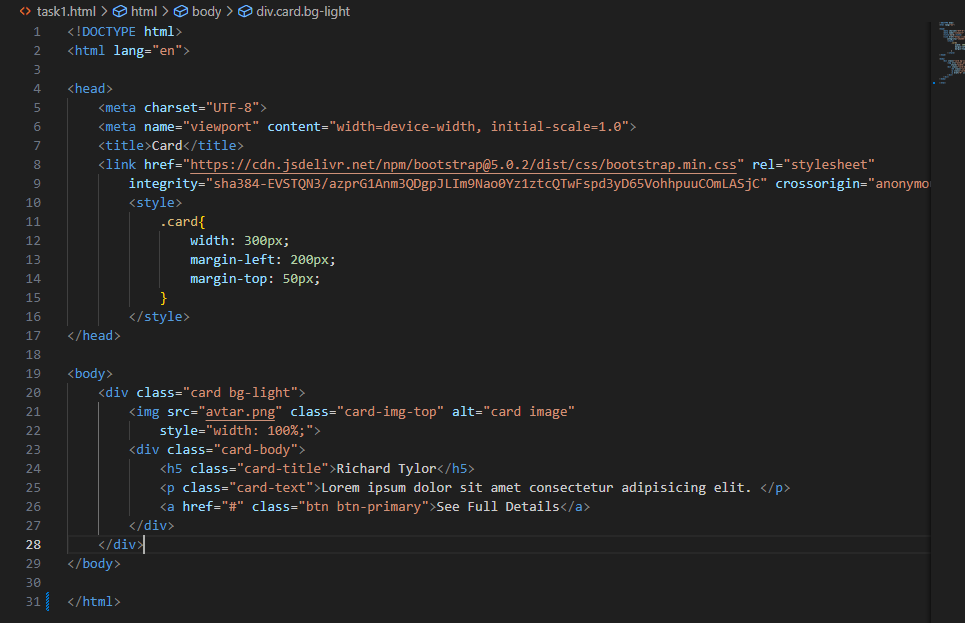 task1.html > html > body > div.card.bg-light
1 <!DOCTYPE html>
2 <html lang="en">
3
4 <head>
5     <meta charset="UTF-8">
6     <meta name="viewport" content="width=device-width, initial-scale=1.0">
7     <title>Card</title>
8     <link href="https://cdn.jsdelivr.net/npm/bootstrap@5.0.2/dist/css/bootstrap.min.css" rel="stylesheet"
9         integrity="sha384-EVSTQN3/azprG1Anm3QDgpJLIm9Nao0Yz1ztcQTwFspd3yD65VohhpuuCOmLASjC" crossorigin="anonymo
10         <style>
11             .card{
12                 width: 300px;
13                 margin-left: 200px;
14                 margin-top: 50px;
15             }
16         </style>
17 </head>
18
19 <body>
20     <div class="card bg-light">
21         <img src="avtar.png" class="card-img-top" alt="card image"
22             style="width: 100%;">
23         <div class="card-body">
24             <h5 class="card-title">Richard Tylor</h5>
25             <p class="card-text">Lorem ipsum dolor sit amet consectetur adipisicing elit. </p>
26             <a href="#" class="btn btn-primary">See Full Details</a>
27         </div>
28     </div>
29 </body>
30
31 </html>